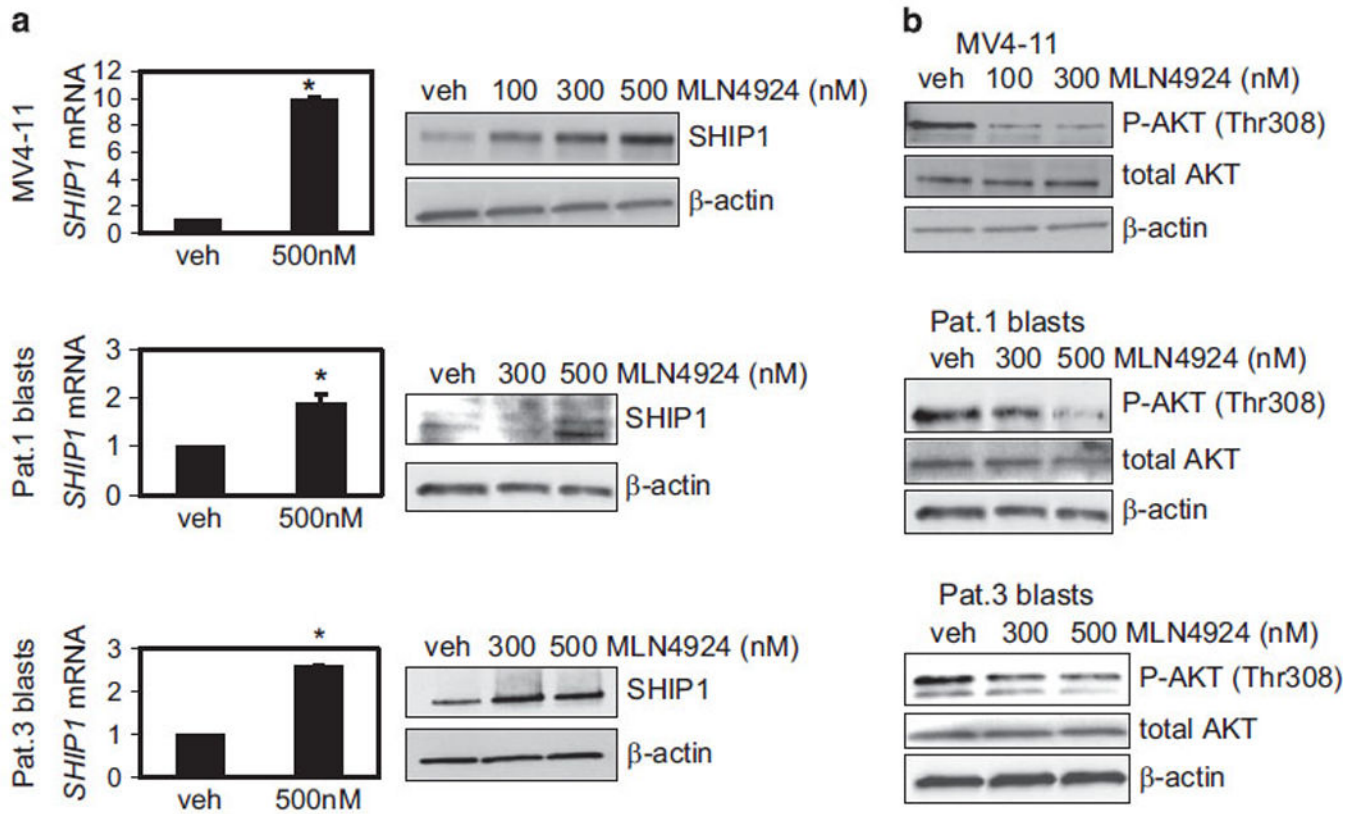 a
MV4-11
SHIP1 mRNA
12
10
8
6
4
2
0
*
veh 500nM
veh 100 300 500 MLN4924 (nM)
SHIP1
β-actin
Pat.1 blasts
SHIP1 mRNA
3
2
1
0
*
veh 500nM
veh 300 500 MLN4924 (nM)
SHIP1
β-actin
Pat.3 blasts
SHIP1 mRNA
3
2
1
0
*
veh 500nM
veh 300 500 MLN4924 (nM)
SHIP1
β-actin
b
MV4-11
veh 100 300 MLN4924 (nM)
P-AKT (Thr308)
total AKT
β-actin
Pat.1 blasts
veh 300 500 MLN4924 (nM)
P-AKT (Thr308)
total AKT
β-actin
Pat.3 blasts
veh 300 500 MLN4924 (nM)
P-AKT (Thr308)
total AKT
β-actin